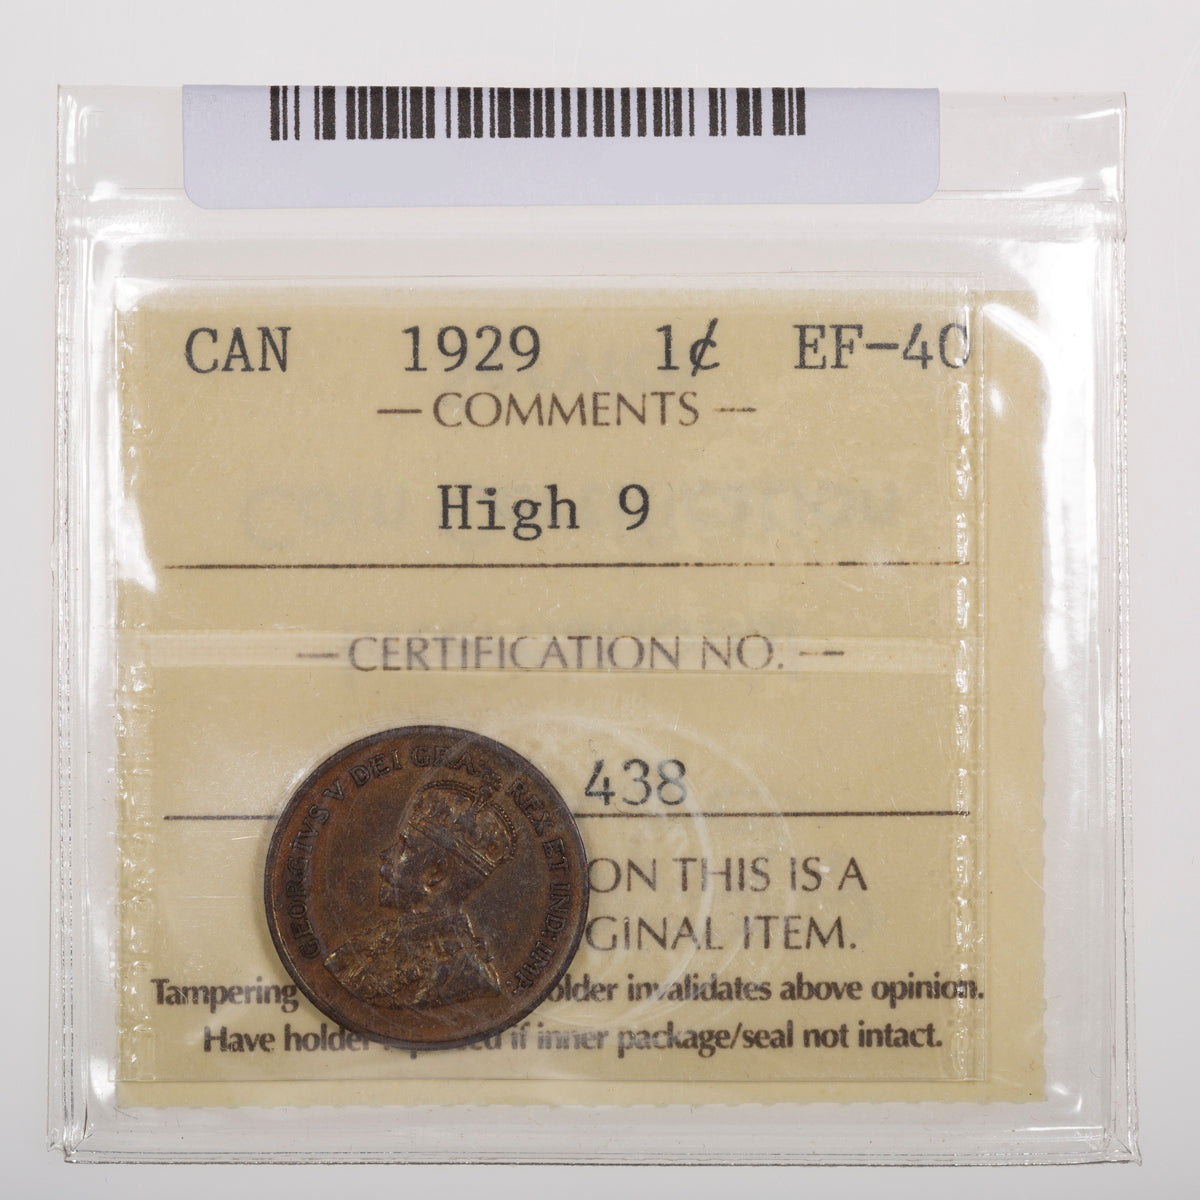 CAN 1929 1¢ EF-40
— COMMENTS —
High 9
— CERTIFICATION NO. —
438
ON THIS IS A
GINAL ITEM.
Tampering older invalidates above opinion.
Have holder if inner package/seal not intact.
GEORGIVS V DEI GRA: REX ET IND: IMP: